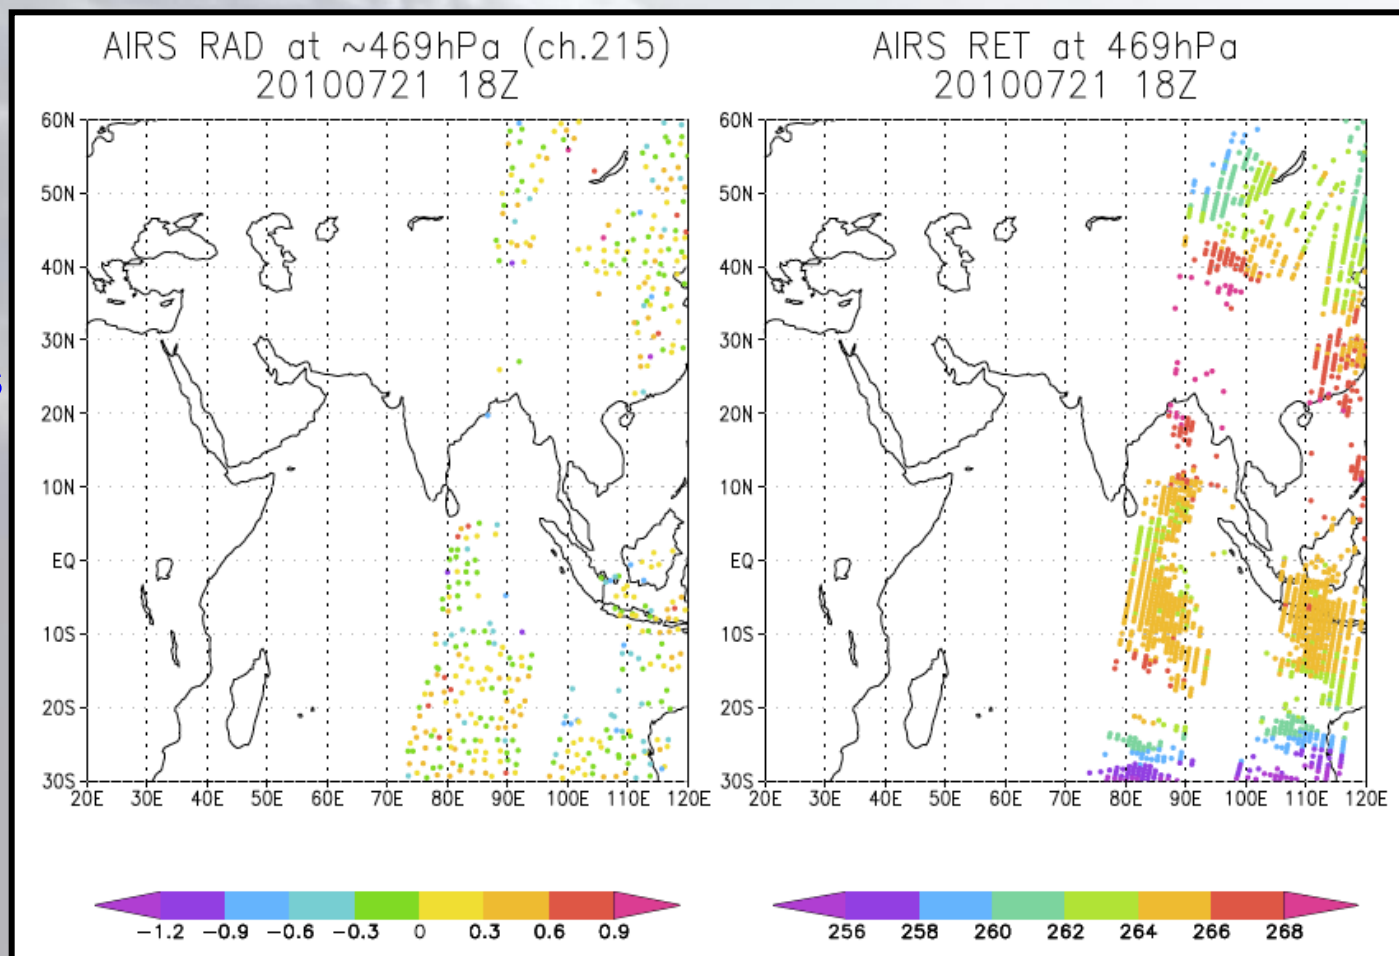 AIRS RAD at ~469hPa (ch.215)
20100721 18Z
60N
50N
40N
30N
20N
10N
EQ
10S
20S
30S
20E 30E 40E 50E 60E 70E 80E 90E 100E 110E 120E
-1.2 -0.9 -0.6 -0.3 0 0.3 0.6 0.9
AIRS RET at 469hPa
20100721 18Z
60N
50N
40N
30N
20N
10N
EQ
10S
20S
30S
20E 30E 40E 50E 60E 70E 80E 90E 100E 110E 120E
256 258 260 262 264 266 268